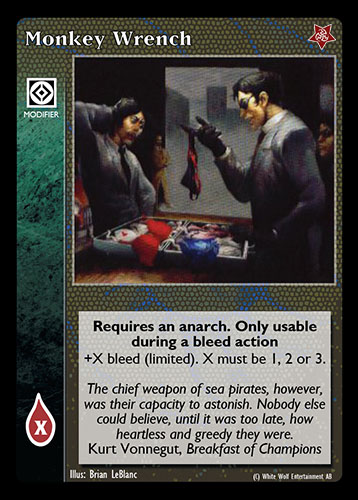 Monkey Wrench
MODIFIER
Requires an anarch. Only usable
during a bleed action
+X bleed (limited). X must be 1, 2 or 3.
The chief weapon of sea pirates, however,
was their capacity to astonish. Nobody else
could believe, until it was too late, how
heartless and greedy they were.
Kurt Vonnegut, Breakfast of Champions
X
Illus: Brian LeBlanc
(C) White Wolf Entertainment AB